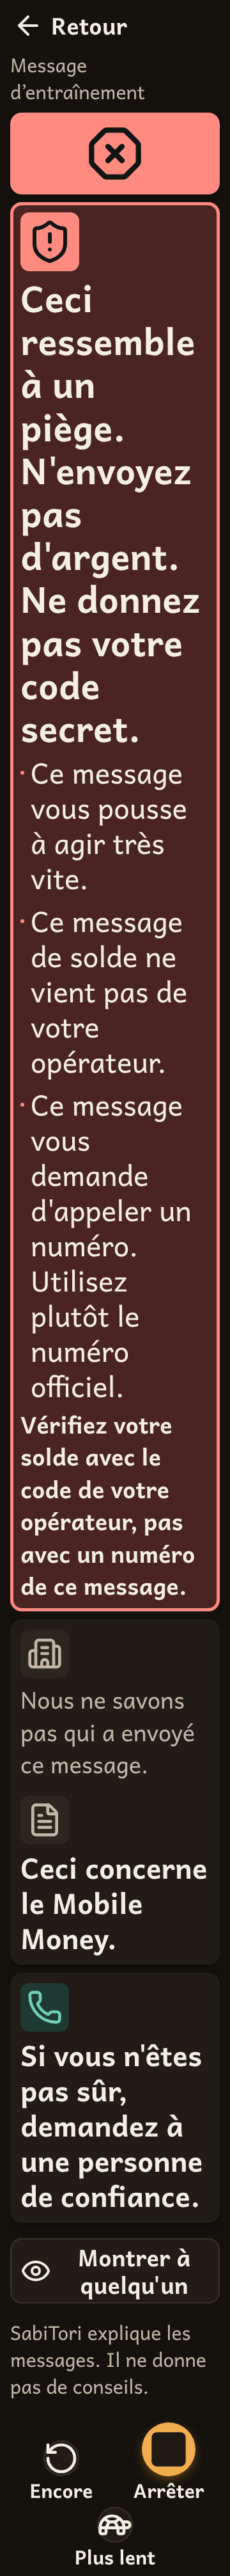 Retour
Message
d’entraînement
Ceci
ressemble
à un
piège.
N'envoyez
pas
d'argent.
Ne donnez
pas votre
code
secret.
· Ce message
vous pousse
à agir très
vite.
· Ce message
de solde ne
vient pas de
votre
opérateur.
· Ce message
vous
demande
d'appeler un
numéro.
Utilisez
plutôt le
numéro
officiel.
Vérifiez votre
solde avec le
code de votre
opérateur, pas
avec un numéro
de ce message.
Nous ne savons
pas qui a envoyé
ce message.
Ceci concerne
le Mobile
Money.
Si vous n'êtes
pas sûr,
demandez à
une personne
de confiance.
Montrer à
quelqu'un
SabiTori explique les
messages. Il ne donne
pas de conseils.
Encore
Arrêter
Plus lent